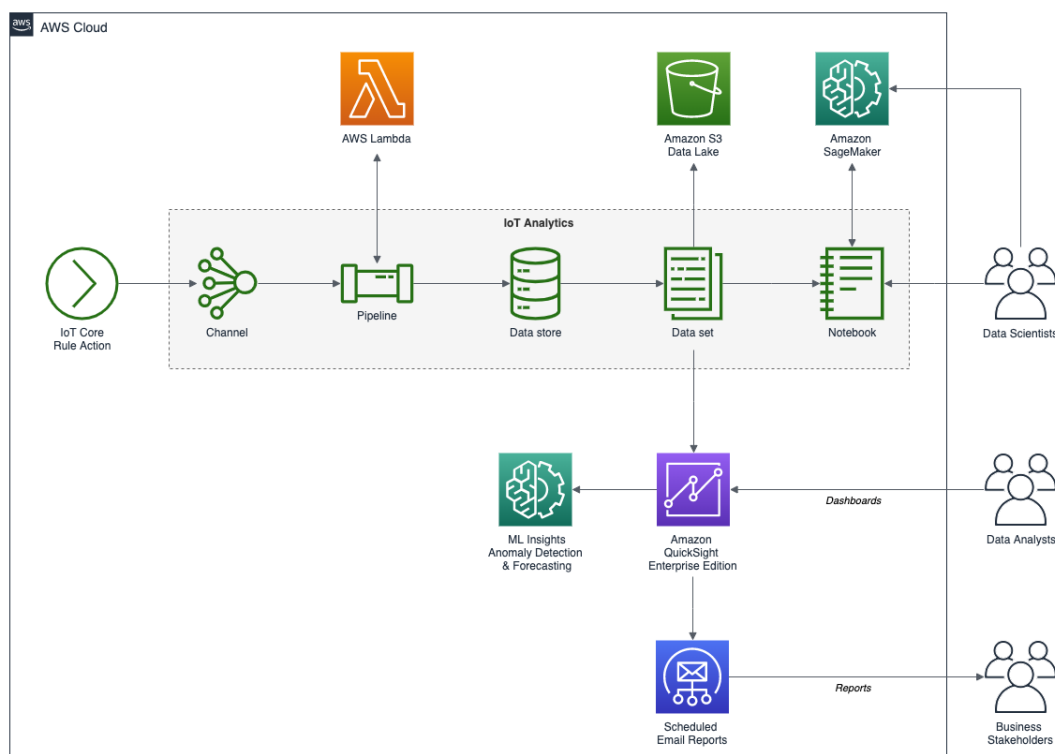 aws
AWS Cloud
AWS Lambda
Amazon S3
Data Lake
Amazon
SageMaker
IoT Analytics
IoT Core
Rule Action
Channel
Pipeline
Data store
Data set
Notebook
Data Scientists
ML Insights
Anomaly Detection
& Forecasting
Amazon
QuickSight
Enterprise Edition
Dashboards
Data Analysts
Scheduled
Email Reports
Reports
Business
Stakeholders